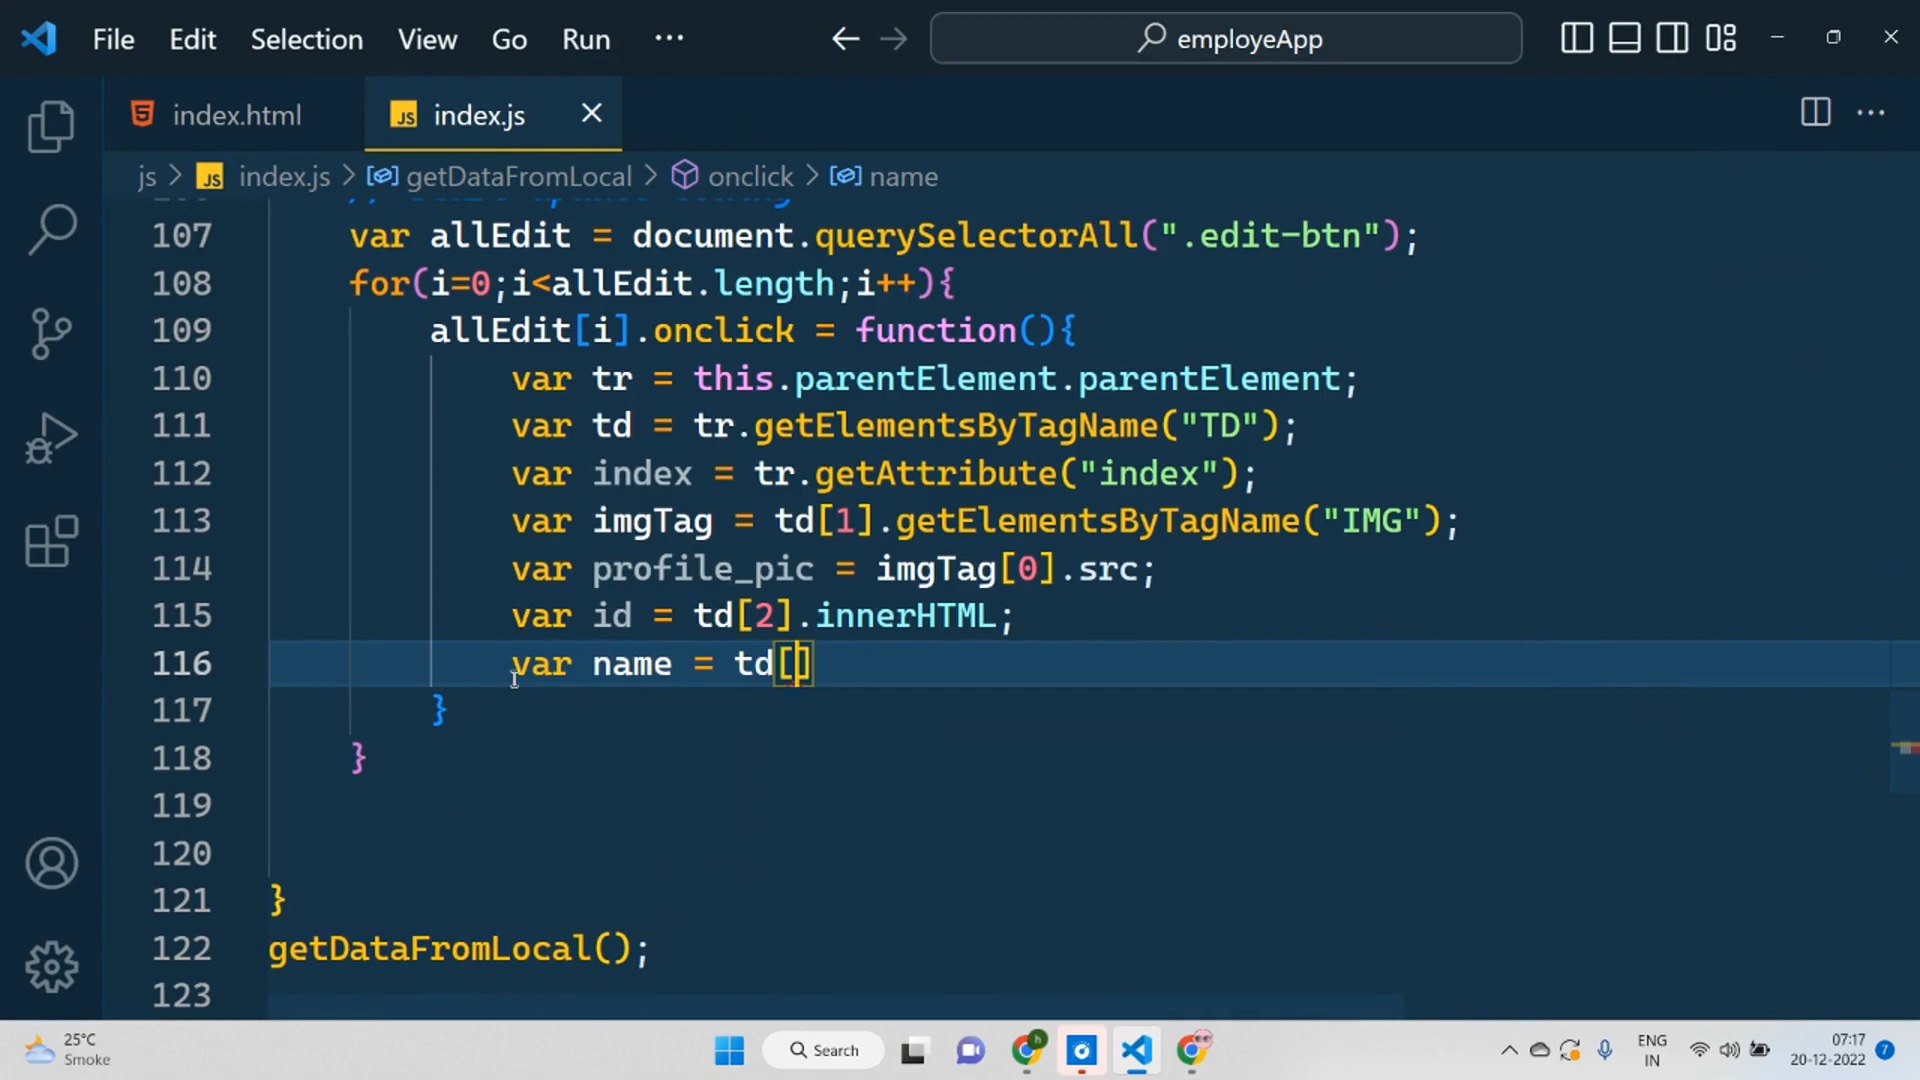 File Edit Selection View Go Run ··· employeApp
index.html index.js
js > index.js > getDataFromLocal > onclick > name
107 var allEdit = document.querySelectorAll(".edit-btn");
108 for(i=0;i<allEdit.length;i++){
109 allEdit[i].onclick = function(){
110 var tr = this.parentElement.parentElement;
111 var td = tr.getElementsByTagName("TD");
112 var index = tr.getAttribute("index");
113 var imgTag = td[1].getElementsByTagName("IMG");
114 var profile_pic = imgTag[0].src;
115 var id = td[2].innerHTML;
116 var name = td[]
117 }
118 }
119
120
121 }
122 getDataFromLocal();
123
25°C
Smoke
Search
ENG
IN
07:17
20-12-2022
7